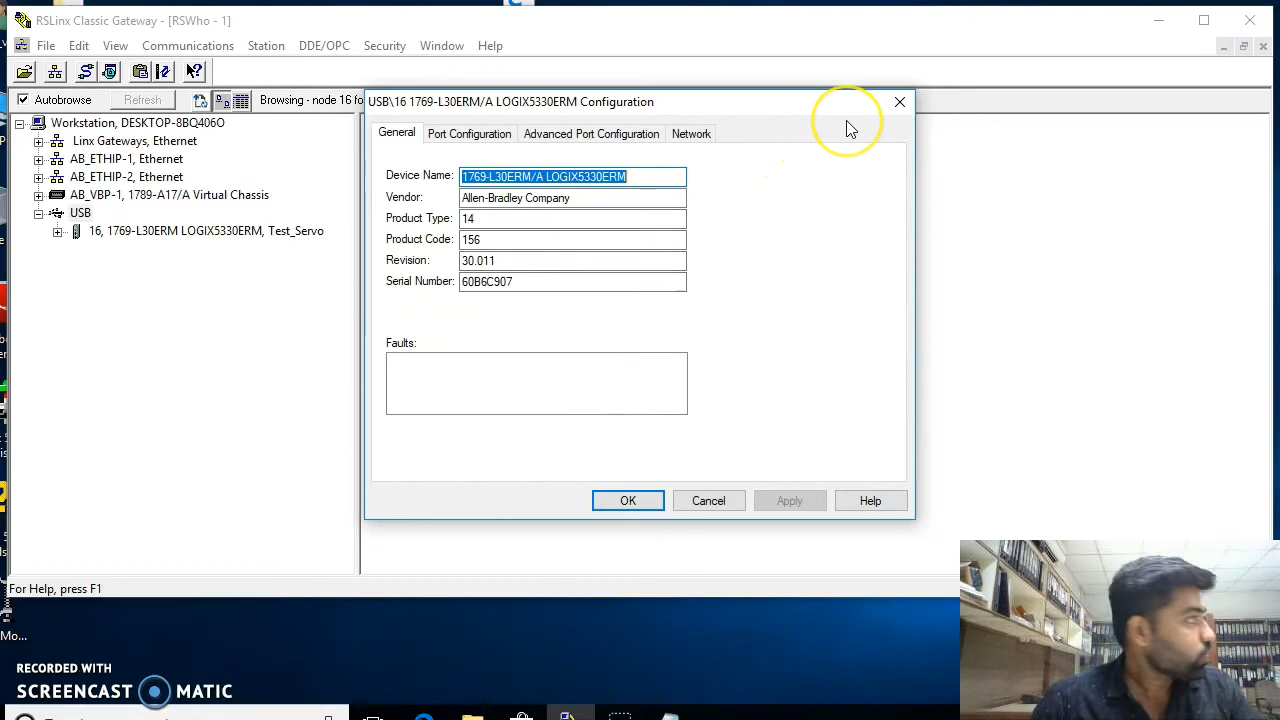 RSLinx Classic Gateway - [RSWho - 1]
File Edit View Communications Station DDE/OPC Security Window Help
Autobrowse Refresh Browsing - node 16 fo
Workstation, DESKTOP-8BQ406O
Linx Gateways, Ethernet
AB_ETHIP-1, Ethernet
AB_ETHIP-2, Ethernet
AB_VBP-1, 1789-A17/A Virtual Chassis
USB
16, 1769-L30ERM LOGIX5330ERM, Test_Servo
USB\16 1769-L30ERM/A LOGIX5330ERM Configuration
General Port Configuration Advanced Port Configuration Network
Device Name: 1769-L30ERM/A LOGIX5330ERM
Vendor: Allen-Bradley Company
Product Type: 14
Product Code: 156
Revision: 30.011
Serial Number: 60B6C907
Faults:
OK Cancel Apply Help
For Help, press F1
Mo...
RECORDED WITH
SCREENCAST MATIC